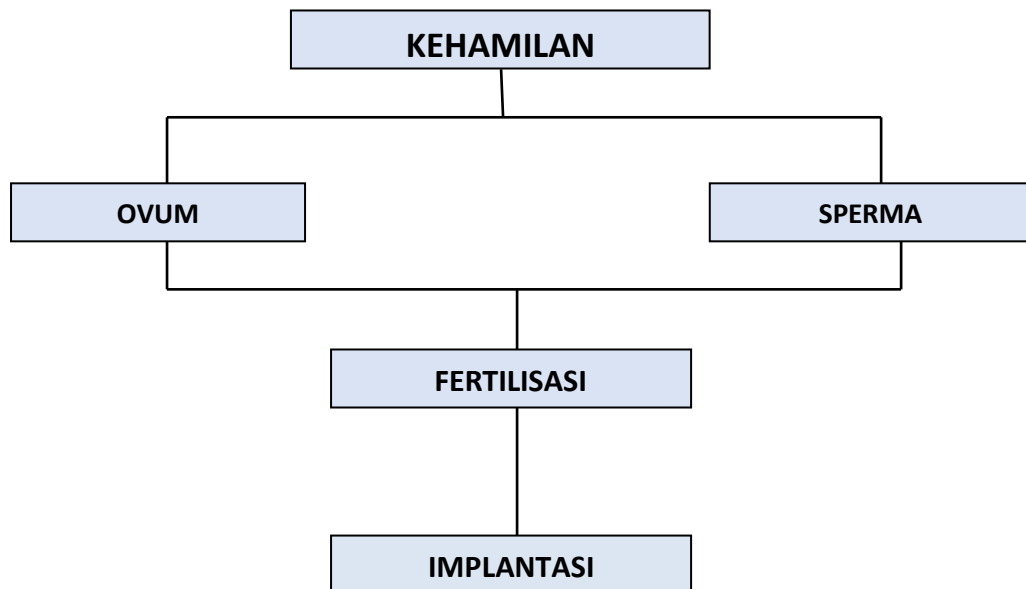 KEHAMILAN
OVUM
SPERMA
FERTILISASI
IMPLANTASI